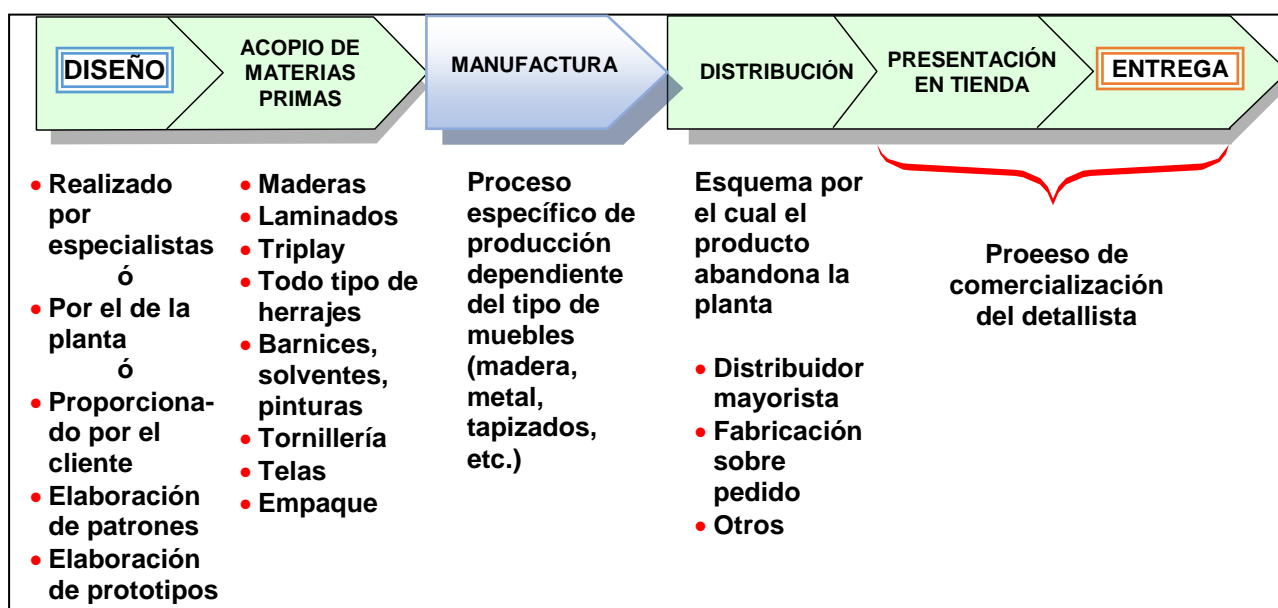 DISEÑO
ACOPIO DE
MATERIAS
PRIMAS
MANUFACTURA
DISTRIBUCIÓN
PRESENTACIÓN
EN TIENDA
ENTREGA
• Realizado
por
especialistas
ó
• Por el de la
planta
ó
• Proporciona-
do por el
cliente
• Elaboración
de patrones
• Elaboración
de prototipos
• Maderas
• Laminados
• Triplay
• Todo tipo de
herrajes
• Barnices,
solventes,
pinturas
• Tornillería
• Telas
• Empaque
Proceso
específico de
producción
dependiente
del tipo de
muebles
(madera,
metal,
tapizados,
etc.)
Esquema por
el cual el
producto
abandona la
planta
• Distribuidor
mayorista
• Fabricación
sobre
pedido
• Otros
Proeeso de
comercialización
del detallista